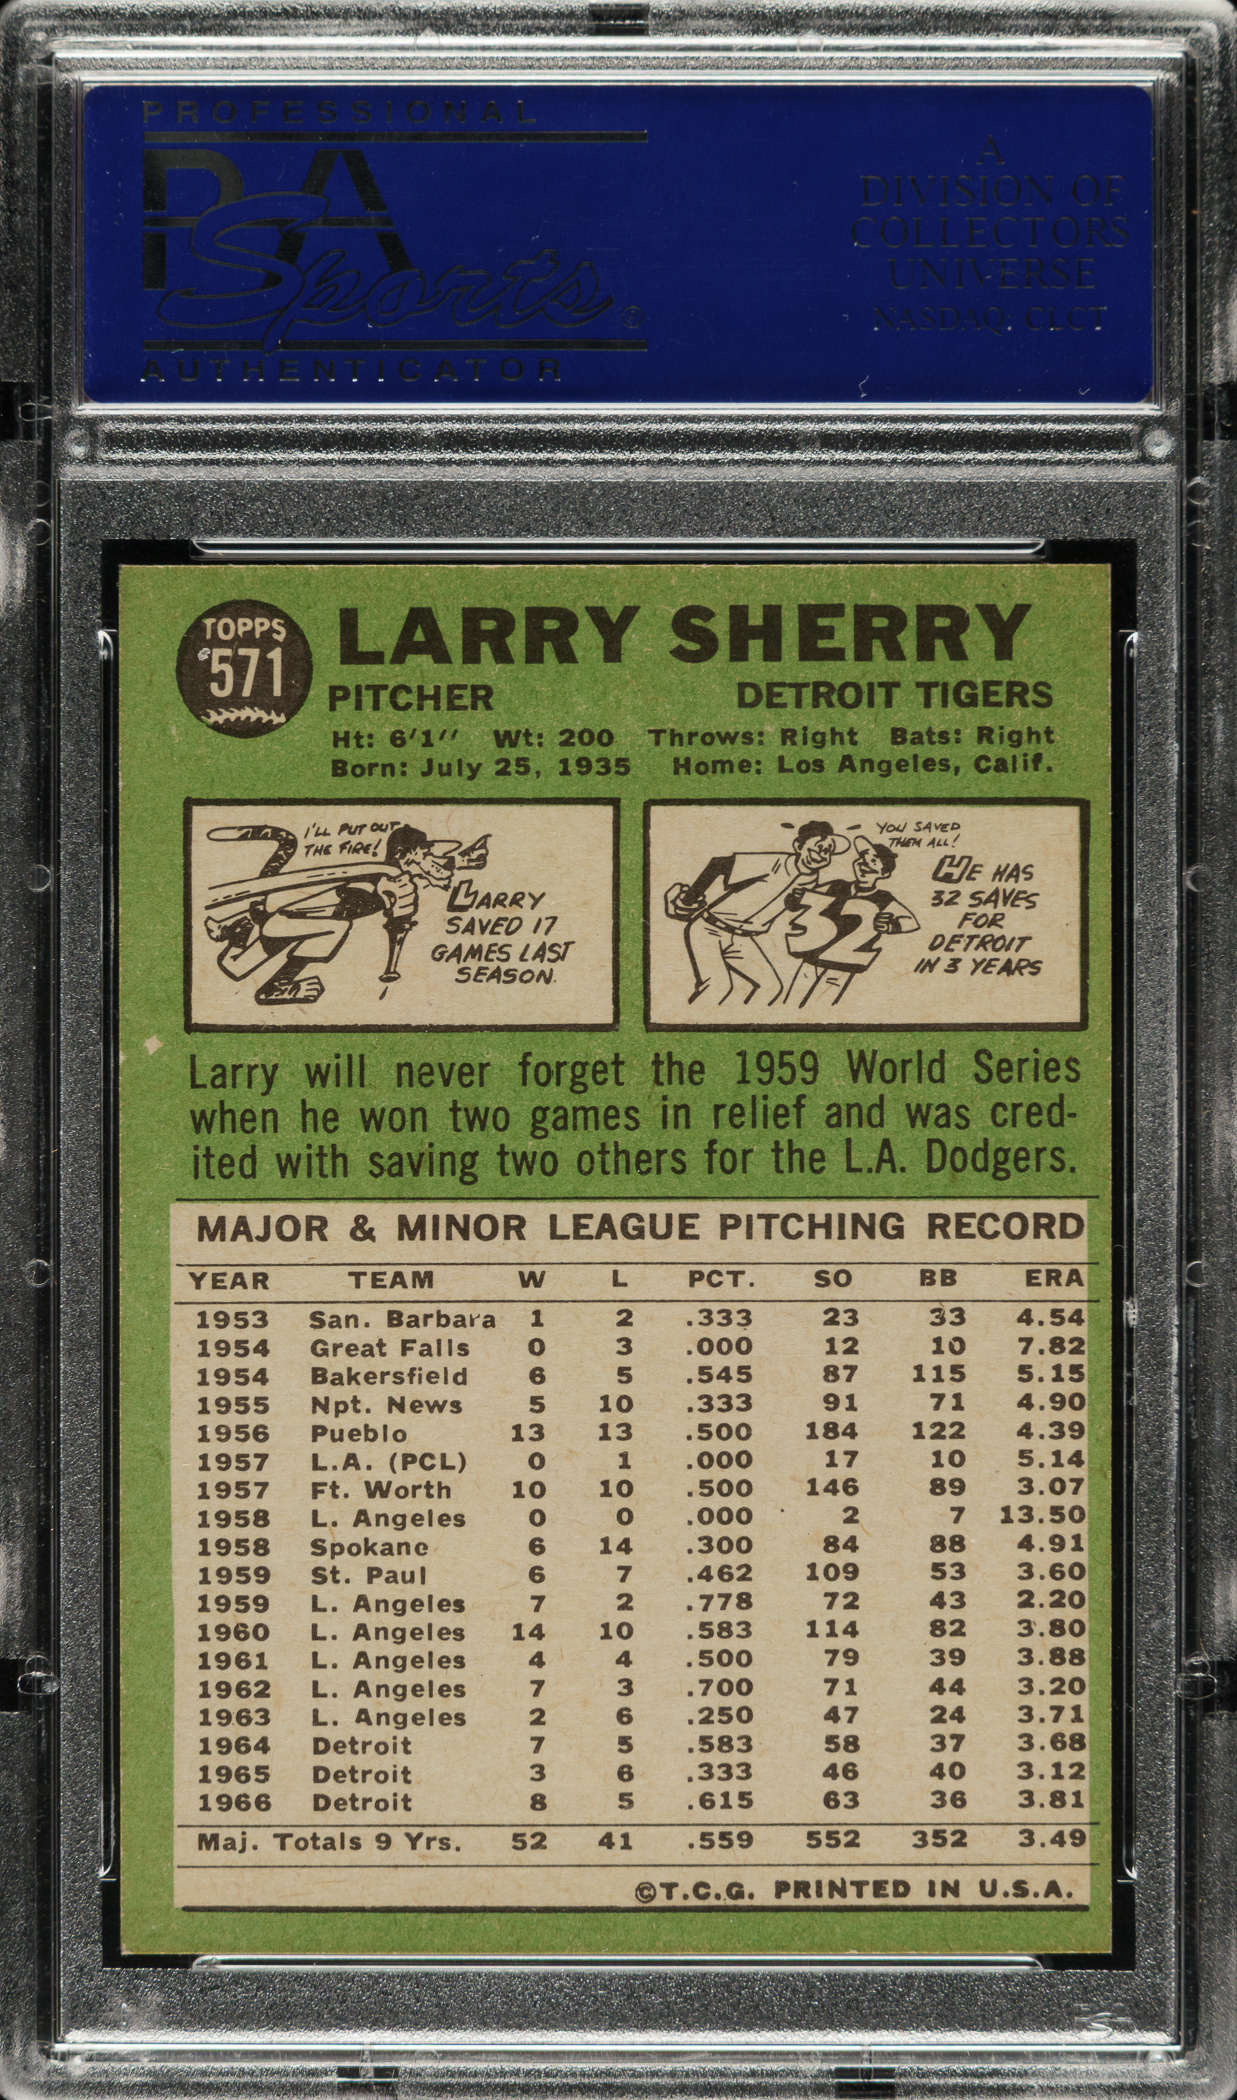 PROFESSIONAL
PSA
Sports®
AUTHENTICATOR
A
DIVISION OF
COLLECTORS
UNIVERSE
NASDAQ: CLCT
TOPPS
#571
LARRY SHERRY
PITCHER DETROIT TIGERS
Ht: 6'1" Wt: 200 Throws: Right Bats: Right
Born: July 25, 1935 Home: Los Angeles, Calif.
I'LL PUT OUT
THE FIRE!
LARRY
SAVED 17
GAMES LAST
SEASON.
YOU SAVED
THEM ALL!
32
HE HAS
32 SAVES
FOR
DETROIT
IN 3 YEARS
Larry will never forget the 1959 World Series
when he won two games in relief and was cred-
ited with saving two others for the L.A. Dodgers.
MAJOR & MINOR LEAGUE PITCHING RECORD
YEAR TEAM W L PCT. SO BB ERA
1953 San. Barbara 1 2 .333 23 33 4.54
1954 Great Falls 0 3 .000 12 10 7.82
1954 Bakersfield 6 5 .545 87 115 5.15
1955 Npt. News 5 10 .333 91 71 4.90
1956 Pueblo 13 13 .500 184 122 4.39
1957 L.A. (PCL) 0 1 .000 17 10 5.14
1957 Ft. Worth 10 10 .500 146 89 3.07
1958 L. Angeles 0 0 .000 2 7 13.50
1958 Spokane 6 14 .300 84 88 4.91
1959 St. Paul 6 7 .462 109 53 3.60
1959 L. Angeles 7 2 .778 72 43 2.20
1960 L. Angeles 14 10 .583 114 82 3.80
1961 L. Angeles 4 4 .500 79 39 3.88
1962 L. Angeles 7 3 .700 71 44 3.20
1963 L. Angeles 2 6 .250 47 24 3.71
1964 Detroit 7 5 .583 58 37 3.68
1965 Detroit 3 6 .333 46 40 3.12
1966 Detroit 8 5 .615 63 36 3.81
Maj. Totals 9 Yrs. 52 41 .559 552 352 3.49
©T.C.G. PRINTED IN U.S.A.